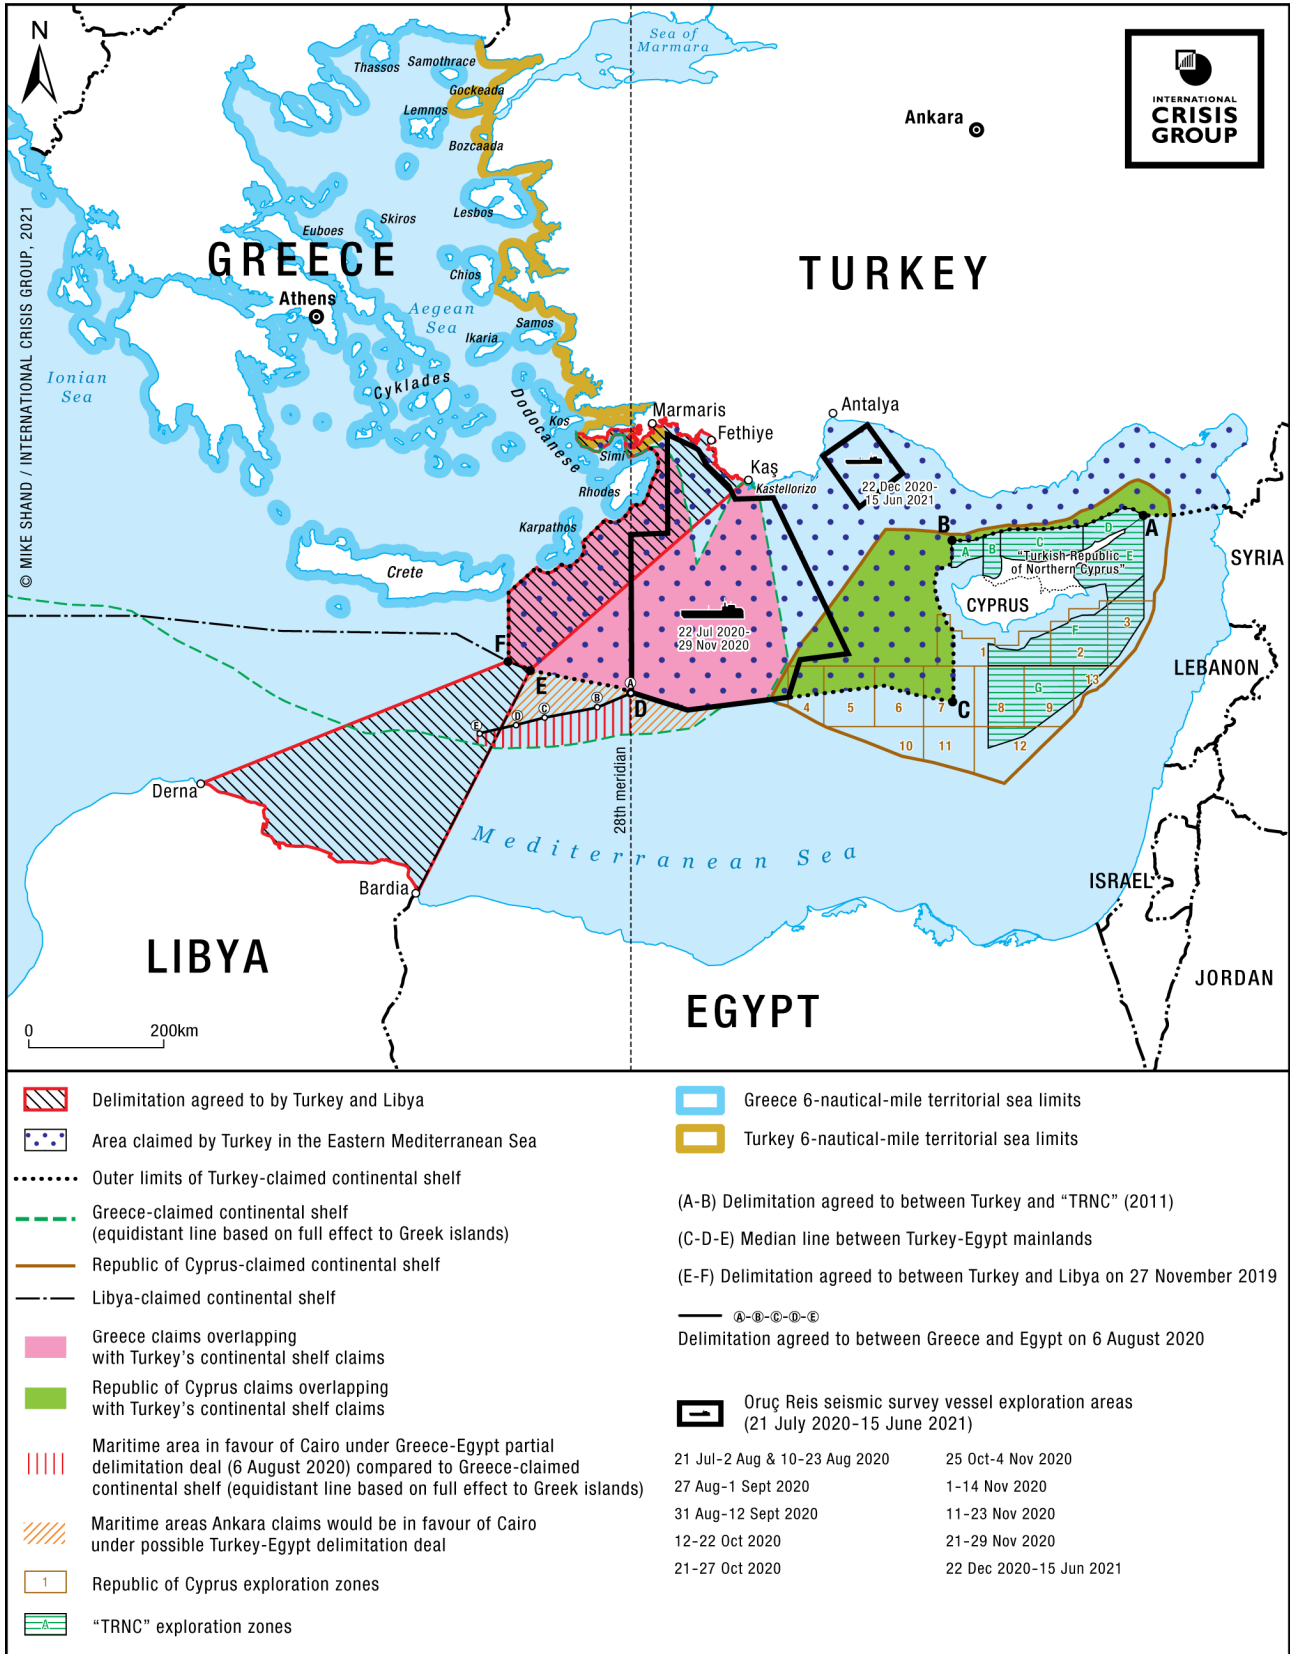 N
Sea of
Marmara
Thassos
Samothrace
Gockeada
Lemnos
Bozcaada
Ankara
INTERNATIONAL
CRISIS
GROUP
© MIKE SHAND / INTERNATIONAL CRISIS GROUP, 2021
Lesbos
Skiros
Euboes
GREECE
TURKEY
Chios
Athens
Aegean
Sea
Samos
Ikaria
Ionian
Sea
Cyklades
Dodocanese
Kos
Marmaris
Antalya
Fethiye
Simi
Kaş
Kastellorizo
22 Dec 2020-
15 Jun 2021
Rhodes
Karpathos
Crete
B
A
A
B
C
D
E
"Turkish Republic
of Northern Cyprus"
SYRIA
CYPRUS
22 Jul 2020-
29 Nov 2020
F
1
2
3
F
E
LEBANON
G
13
A
B
C
D
E
D
C
4
5
6
7
8
9
10
11
12
28th meridian
Derna
Mediterranean Sea
Bardia
ISRAEL
LIBYA
JORDAN
EGYPT
0
200km
Delimitation agreed to by Turkey and Libya
Area claimed by Turkey in the Eastern Mediterranean Sea
Outer limits of Turkey-claimed continental shelf
Greece-claimed continental shelf
(equidistant line based on full effect to Greek islands)
Republic of Cyprus-claimed continental shelf
Libya-claimed continental shelf
Greece claims overlapping
with Turkey's continental shelf claims
Republic of Cyprus claims overlapping
with Turkey's continental shelf claims
Maritime area in favour of Cairo under Greece-Egypt partial
delimitation deal (6 August 2020) compared to Greece-claimed
continental shelf (equidistant line based on full effect to Greek islands)
Maritime areas Ankara claims would be in favour of Cairo
under possible Turkey-Egypt delimitation deal
1
Republic of Cyprus exploration zones
A
"TRNC" exploration zones
Greece 6-nautical-mile territorial sea limits
Turkey 6-nautical-mile territorial sea limits
(A-B) Delimitation agreed to between Turkey and "TRNC" (2011)
(C-D-E) Median line between Turkey-Egypt mainlands
(E-F) Delimitation agreed to between Turkey and Libya on 27 November 2019
Ⓐ-Ⓑ-Ⓒ-Ⓓ-Ⓔ
Delimitation agreed to between Greece and Egypt on 6 August 2020
Oruç Reis seismic survey vessel exploration areas
(21 July 2020-15 June 2021)
21 Jul-2 Aug & 10-23 Aug 2020
27 Aug-1 Sept 2020
31 Aug-12 Sept 2020
12-22 Oct 2020
21-27 Oct 2020
25 Oct-4 Nov 2020
1-14 Nov 2020
11-23 Nov 2020
21-29 Nov 2020
22 Dec 2020-15 Jun 2021